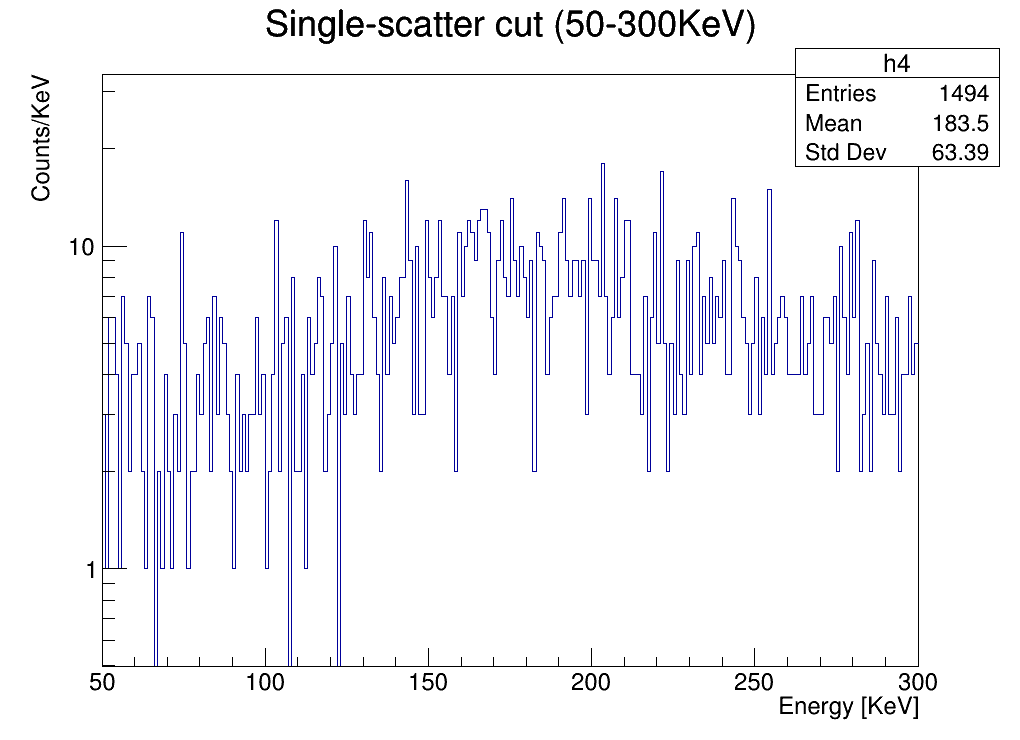 Single-scatter cut (50-300KeV)
h4
Entries 1494
Mean 183.5
Std Dev 63.39
Counts/KeV
10
1
50 100 150 200 250 300
Energy [KeV]